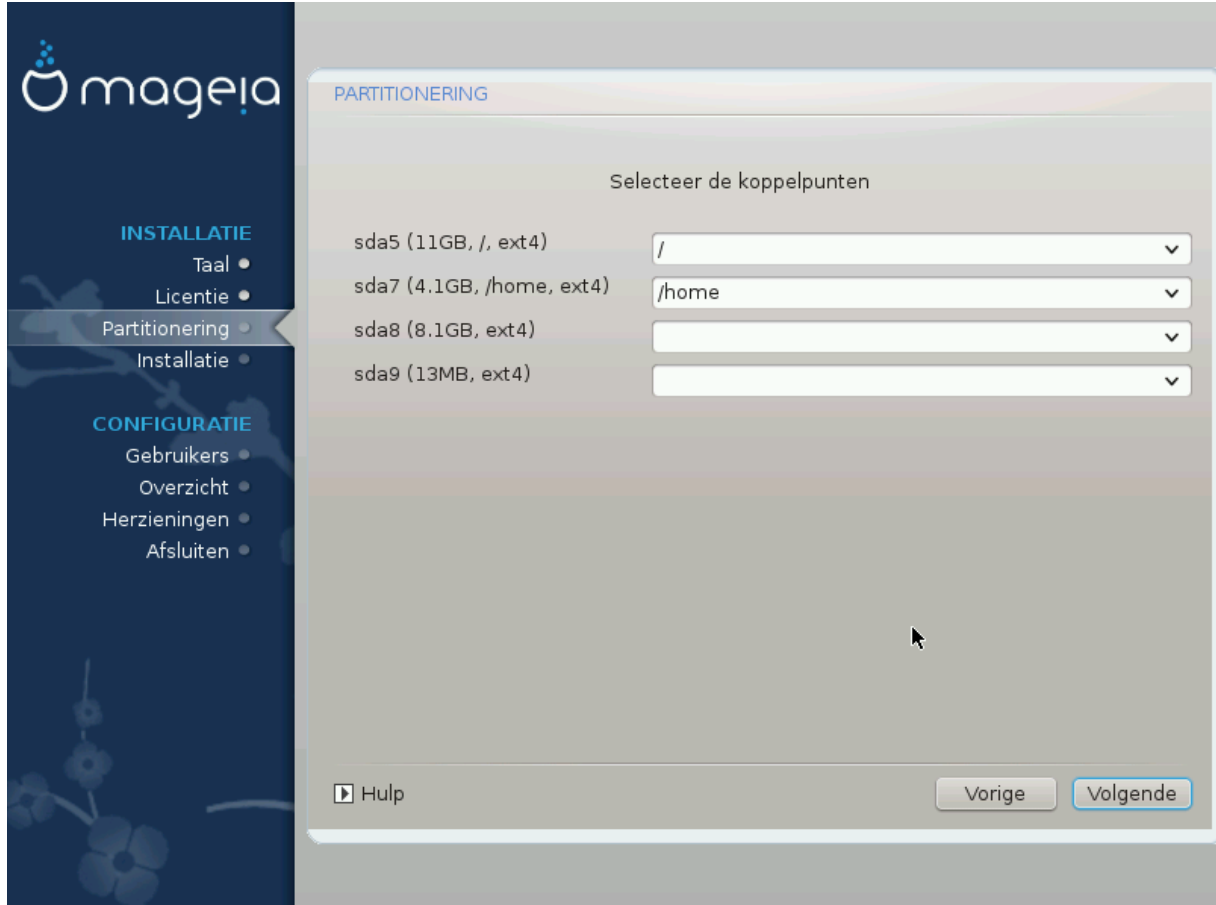 mageia
INSTALLATIE
Taal
Licentie
Partitionering
Installatie
CONFIGURATIE
Gebruikers
Overzicht
Herzieningen
Afsluiten
PARTITIONERING
Selecteer de koppelpunten
sda5 (11GB, /, ext4) /
sda7 (4.1GB, /home, ext4) /home
sda8 (8.1GB, ext4)
sda9 (13MB, ext4)
Hulp Vorige Volgende